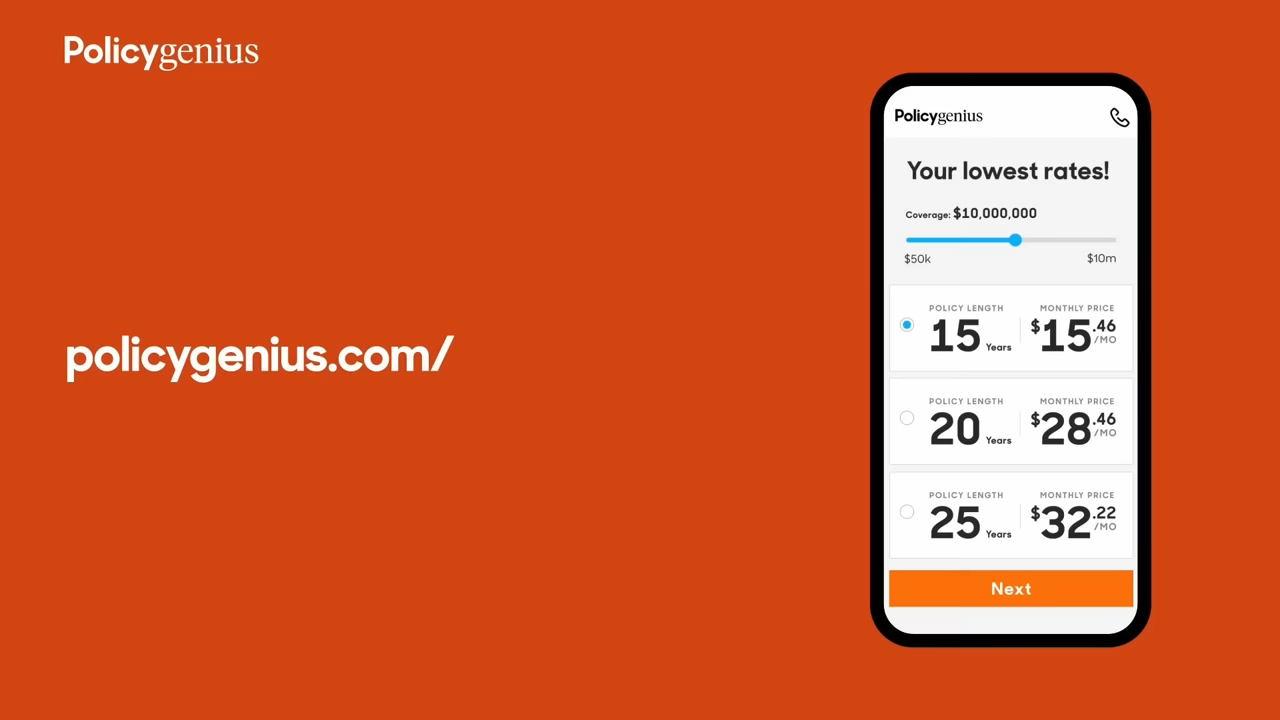 Policygenius
policygenius.com/
Policygenius
Your lowest rates!
Coverage: $10,000,000
$50k $10m
POLICY LENGTH MONTHLY PRICE
15 Years $15.46 /MO
POLICY LENGTH MONTHLY PRICE
20 Years $28.46 /MO
POLICY LENGTH MONTHLY PRICE
25 Years $32.22 /MO
Next